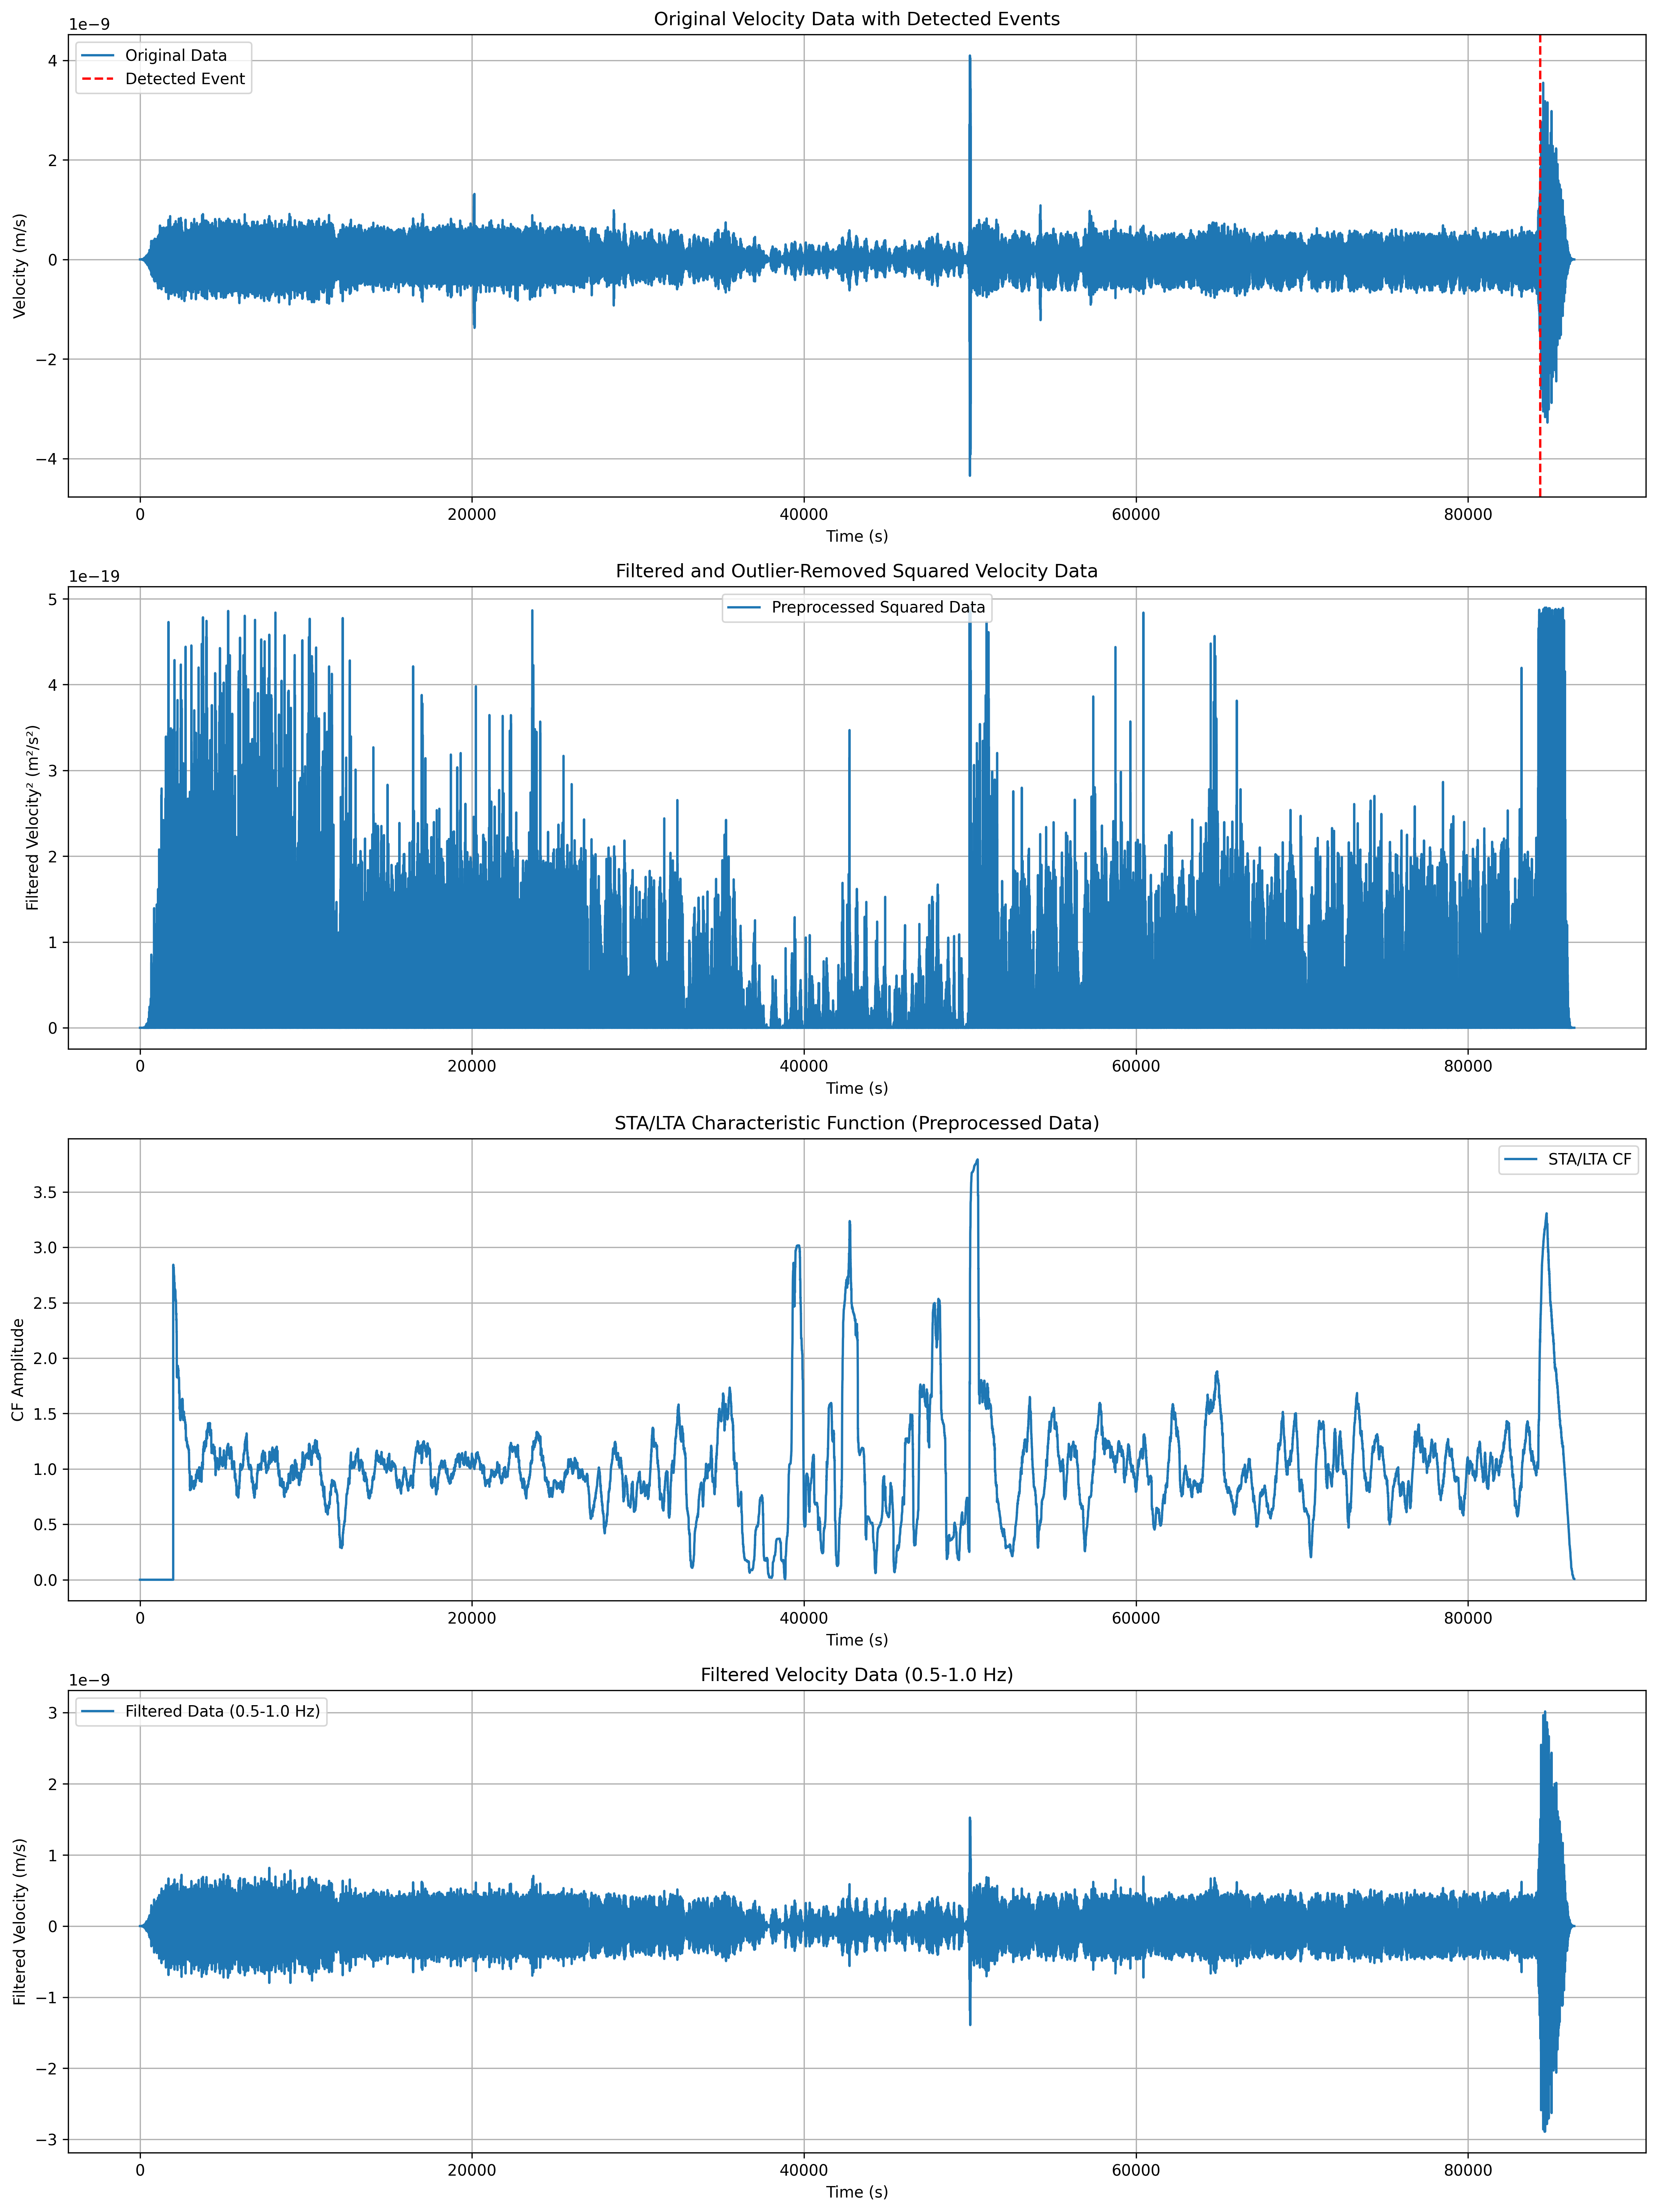 Original Velocity Data with Detected Events
1e−9
Original Data
Detected Event
Velocity (m/s)
4
2
0
−2
−4
0 20000 40000 60000 80000
Time (s)
Filtered and Outlier-Removed Squared Velocity Data
1e−19
Preprocessed Squared Data
Filtered Velocity² (m²/s²)
5
4
3
2
1
0
0 20000 40000 60000 80000
Time (s)
STA/LTA Characteristic Function (Preprocessed Data)
STA/LTA CF
CF Amplitude
3.5
3.0
2.5
2.0
1.5
1.0
0.5
0.0
0 20000 40000 60000 80000
Time (s)
Filtered Velocity Data (0.5-1.0 Hz)
1e−9
Filtered Data (0.5-1.0 Hz)
Filtered Velocity (m/s)
3
2
1
0
−1
−2
−3
0 20000 40000 60000 80000
Time (s)